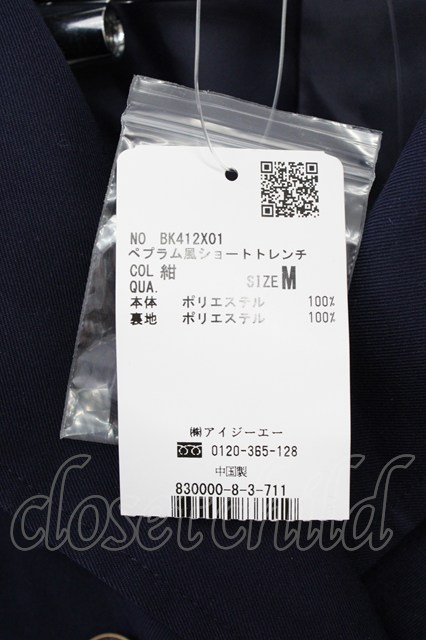 NO BK412X01
ペプラム風ショートトレンチ
COL 紺
QUA. SIZE M
本体 ポリエステル 100%
裏地 ポリエステル 100%
㈱アイジーエー
0120-365-128
中国製
830000-8-3-711
closet child